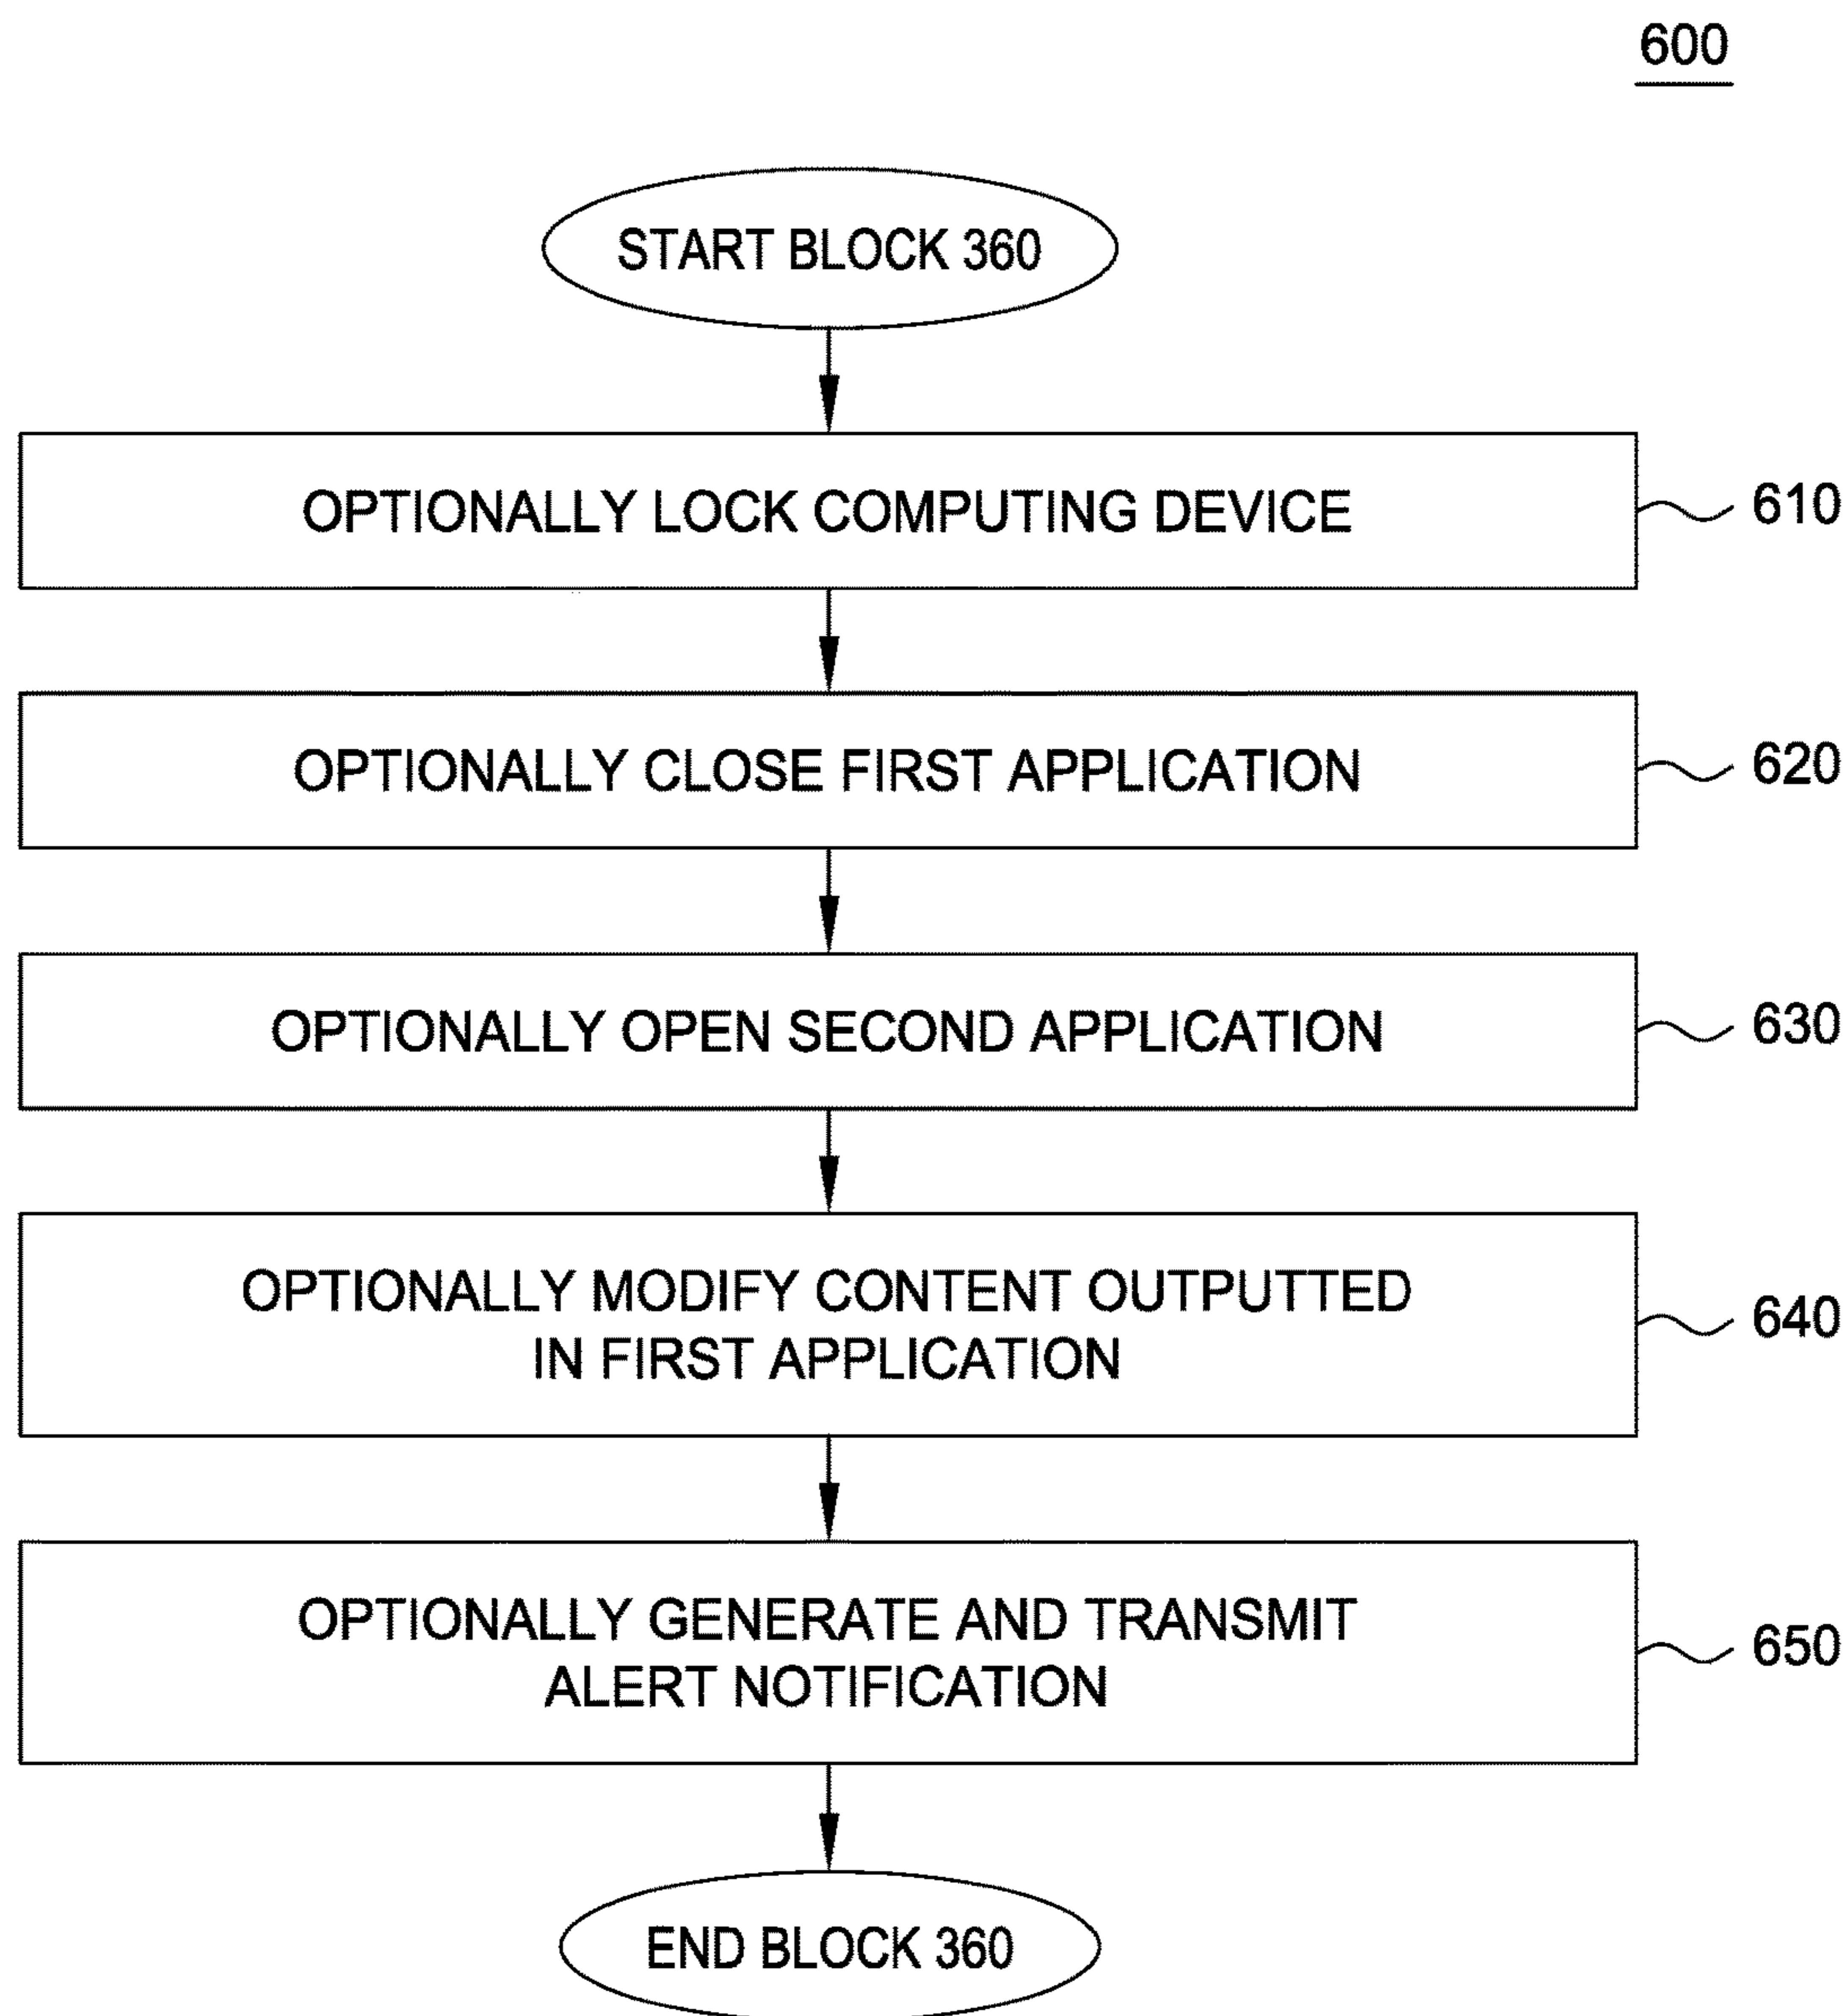 600
START BLOCK 360
OPTIONALLY LOCK COMPUTING DEVICE
610
OPTIONALLY CLOSE FIRST APPLICATION
620
OPTIONALLY OPEN SECOND APPLICATION
630
OPTIONALLY MODIFY CONTENT OUTPUTTED
IN FIRST APPLICATION
640
OPTIONALLY GENERATE AND TRANSMIT
ALERT NOTIFICATION
650
END BLOCK 360